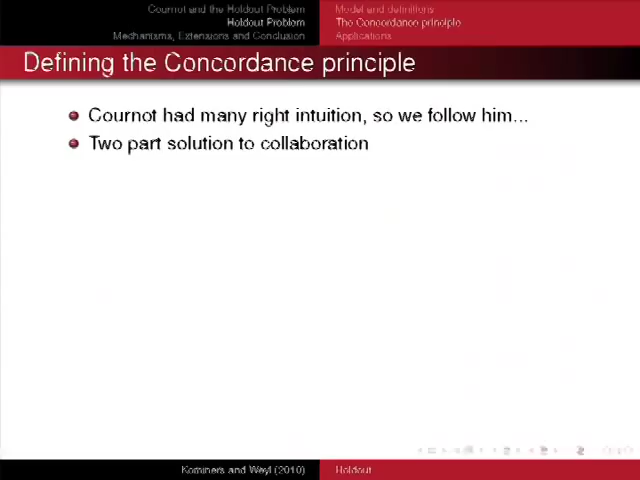 Cournot and the Holdout Problem
Holdout Problem
Mechanisms, Extensions and Conclusion
Model and definitions
The Concordance principle
Applications
Defining the Concordance principle
Cournot had many right intuition, so we follow him...
Two part solution to collaboration
Kominers and Weyl (2010)
Holdout